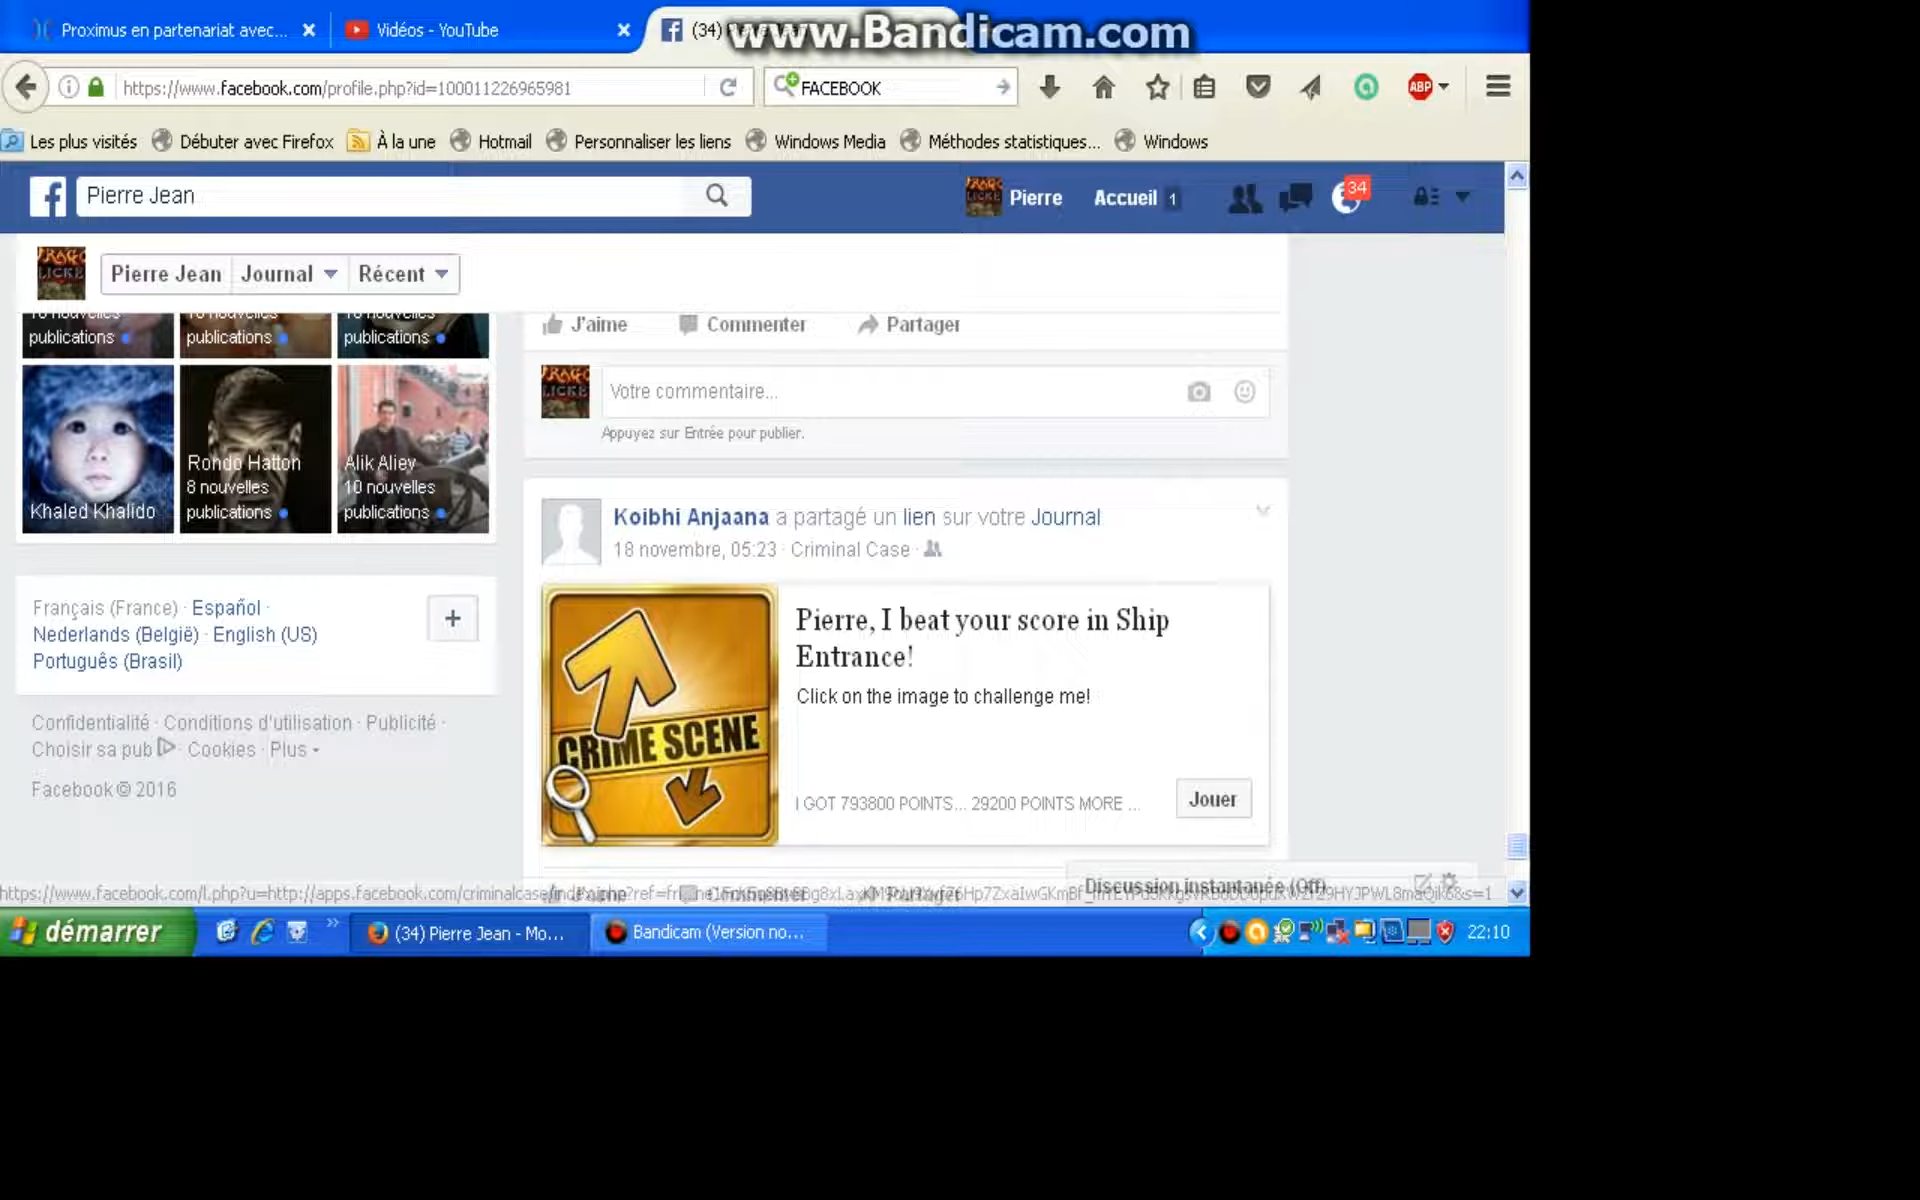 Proximus en partenariat avec...
Vidéos - YouTube
(34)
www.Bandicam.com
https://www.facebook.com/profile.php?id=100011226965981
FACEBOOK
ABP
Les plus visités
Débuter avec Firefox
À la une
Hotmail
Personnaliser les liens
Windows Media
Méthodes statistiques...
Windows
Pierre Jean
Pierre
Accueil 1
34
Pierre Jean
Journal
Récent
publications
publications
publications
J'aime
Commenter
Partager
Votre commentaire...
Appuyez sur Entrée pour publier.
Khaled Khalido
Rondo Hatton
8 nouvelles
publications
Alik Aliev
10 nouvelles
publications
Koibhi Anjaana a partagé un lien sur votre Journal
18 novembre, 05:23 · Criminal Case ·
CRIME SCENE
Pierre, I beat your score in Ship
Entrance!
Click on the image to challenge me!
I GOT 793800 POINTS... 29200 POINTS MORE ...
Jouer
Français (France) · Español ·
Nederlands (België) · English (US)
Português (Brasil)
Confidentialité · Conditions d'utilisation · Publicité ·
Choisir sa pub · Cookies · Plus
Facebook © 2016
Discussion instantanée (Off)
démarrer
(34) Pierre Jean - Mo...
Bandicam (Version no...
22:10